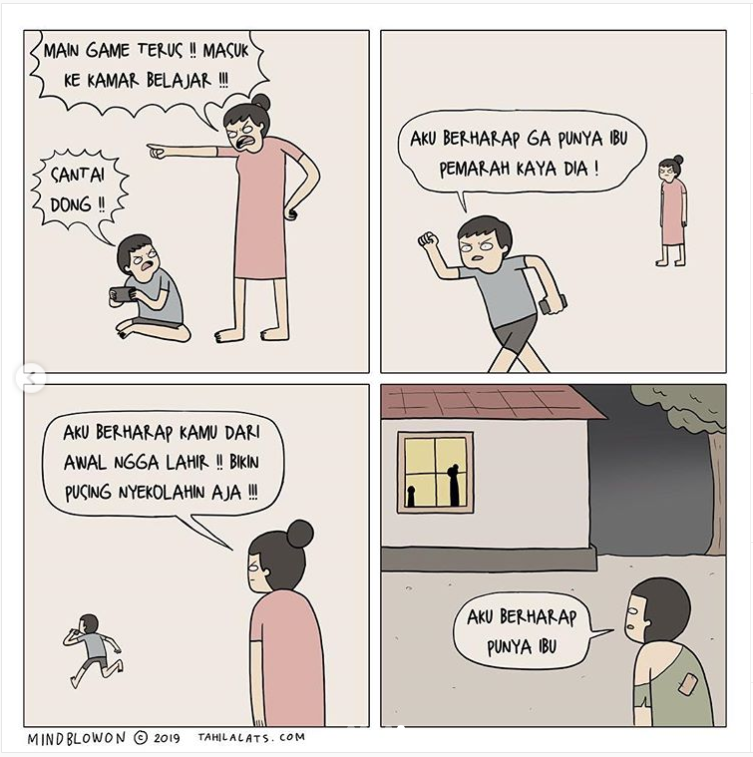 MAIN GAME TERUS !! MASUK
KE KAMAR BELAJAR !!!
SANTAI
DONG !!
AKU BERHARAP GA PUNYA IBU
PEMARAH KAYA DIA !
AKU BERHARAP KAMU DARI
AWAL NGGA LAHIR !! BIKIN
PUSING NYEKOLAHIN AJA !!!
AKU BERHARAP
PUNYA IBU
MINDBLOWON © 2019 TAHILALATS.COM